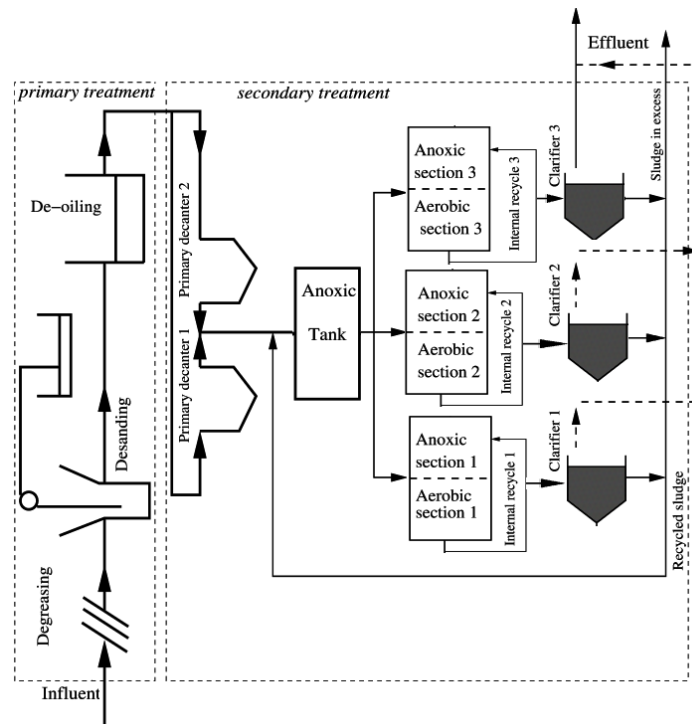 Effluent
primary treatment
secondary treatment
De-oiling
Primary decanter 2
Anoxic
section 3
Aerobic
section 3
Internal recycle 3
Clarifier 3
Sludge in excess
Anoxic
Tank
Anoxic
section 2
Aerobic
section 2
Internal recycle 2
Clarifier 2
Primary decanter 1
Desanding
Anoxic
section 1
Aerobic
section 1
Internal recycle 1
Clarifier 1
Recycled sludge
Degreasing
Influent